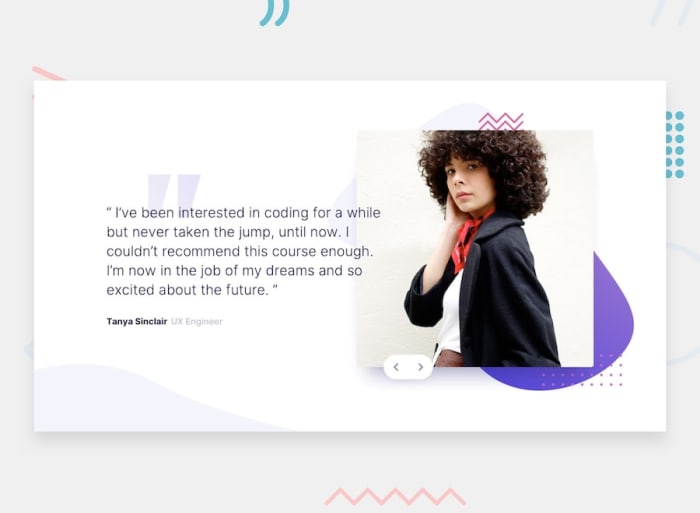 “ I’ve been interested in coding for a while
but never taken the jump, until now. I
couldn’t recommend this course enough.
I’m now in the job of my dreams and so
excited about the future. ”
Tanya Sinclair UX Engineer